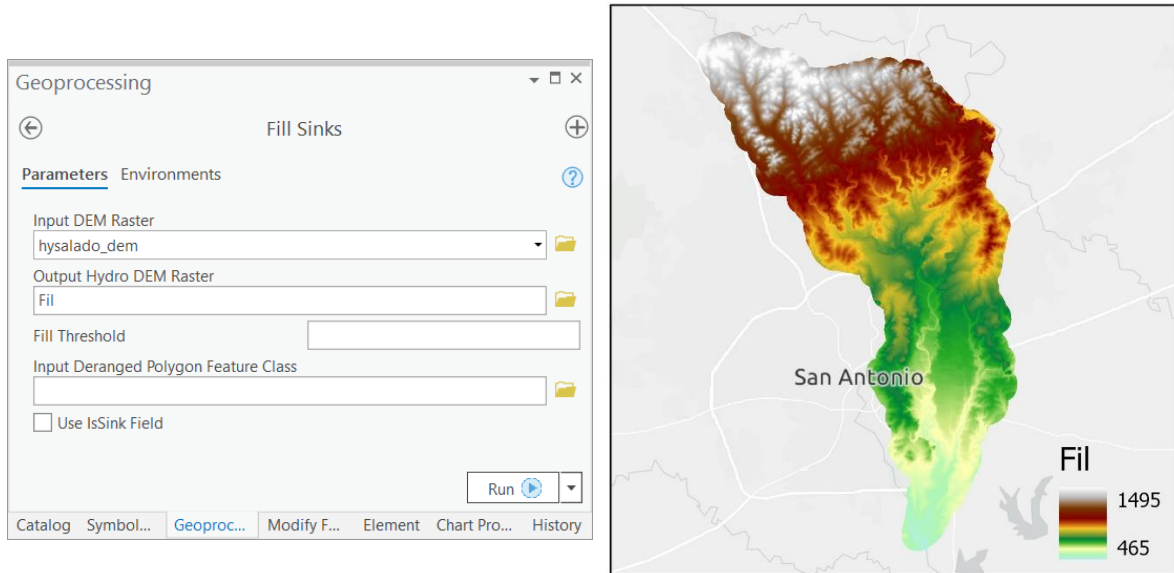 Geoprocessing
Fill Sinks
Parameters Environments
Input DEM Raster
hysalado_dem
Output Hydro DEM Raster
Fil
Fill Threshold
Input Deranged Polygon Feature Class
Use IsSink Field
Run
Catalog Symbol... Geoproc... Modify F... Element Chart Pro... History
San Antonio
Fil
1495
465